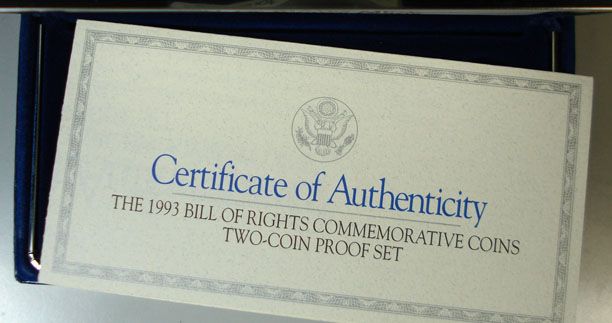 Certificate of Authenticity
THE 1993 BILL OF RIGHTS COMMEMORATIVE COINS
TWO-COIN PROOF SET